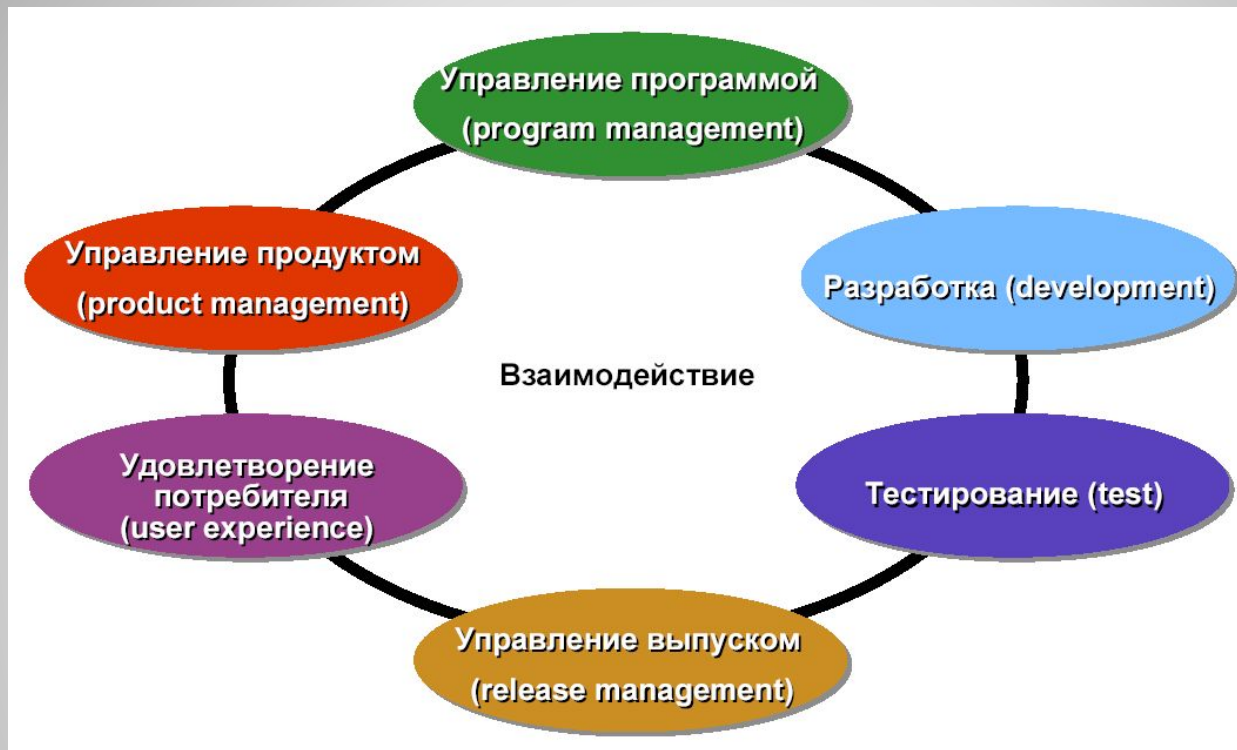 Управление программой
(program management)
Управление продуктом
(product management)
Разработка (development)
Взаимодействие
Удовлетворение
потребителя
(user experience)
Тестирование (test)
Управление выпуском
(release management)